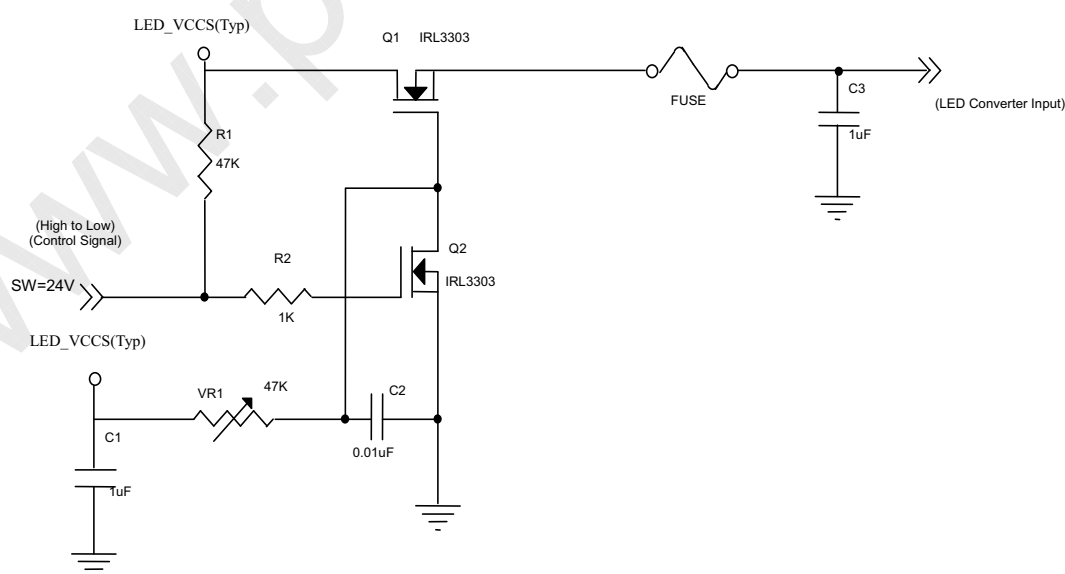 LED_VCCS(Typ)
Q1 IRL3303
FUSE
C3
1uF
(LED Converter Input)
R1
47K
(High to Low)
(Control Signal)
SW=24V
R2
1K
Q2
IRL3303
LED_VCCS(Typ)
VR1 47K
C2
0.01uF
C1
1uF
www.p